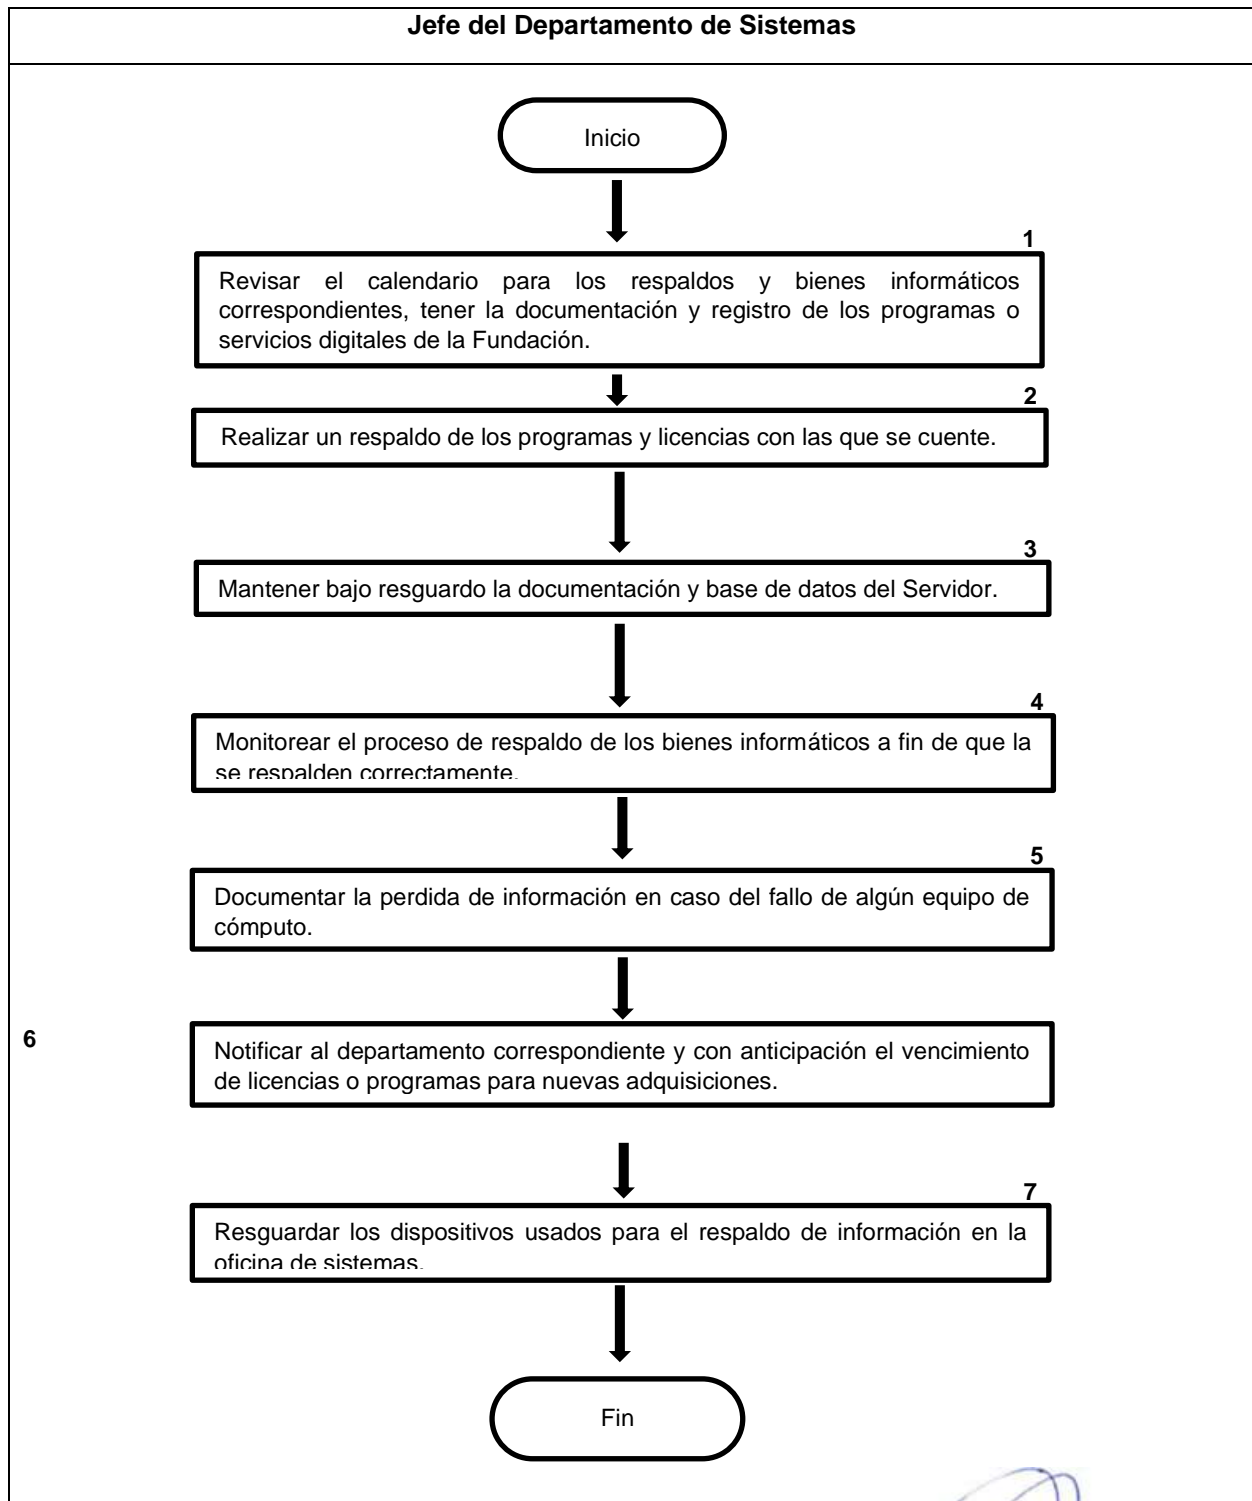 Jefe del Departamento de Sistemas
Inicio
1
Revisar el calendario para los respaldos y bienes informáticos
correspondientes, tener la documentación y registro de los programas o
servicios digitales de la Fundación.
2
Realizar un respaldo de los programas y licencias con las que se cuente.
3
Mantener bajo resguardo la documentación y base de datos del Servidor.
4
Monitorear el proceso de respaldo de los bienes informáticos a fin de que la
se respalden correctamente.
5
Documentar la perdida de información en caso del fallo de algún equipo de
cómputo.
6
Notificar al departamento correspondiente y con anticipación el vencimiento
de licencias o programas para nuevas adquisiciones.
7
Resguardar los dispositivos usados para el respaldo de información en la
oficina de sistemas.
Fin